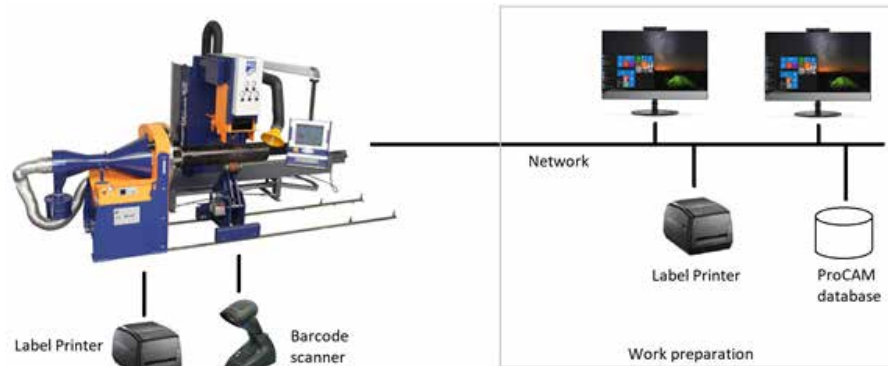 Network
Label Printer
ProCAM
database
Label Printer
Barcode
scanner
Work preparation